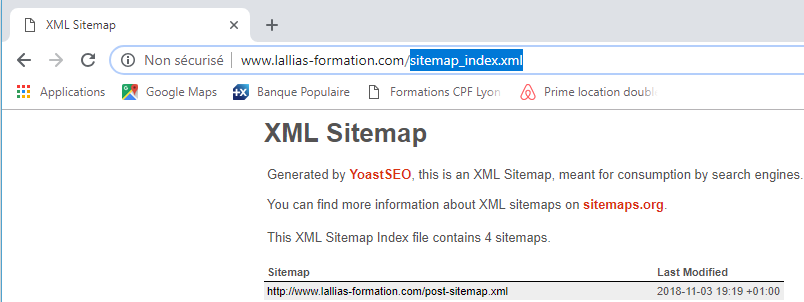 XML Sitemap
Non sécurisé www.lallias-formation.com/sitemap_index.xml
Applications Google Maps Banque Populaire Formations CPF Lyon Prime location doubl
XML Sitemap
Generated by YoastSEO, this is an XML Sitemap, meant for consumption by search engines.
You can find more information about XML sitemaps on sitemaps.org.
This XML Sitemap Index file contains 4 sitemaps.
Sitemap Last Modified
http://www.lallias-formation.com/post-sitemap.xml 2018-11-03 19:19 +01:00